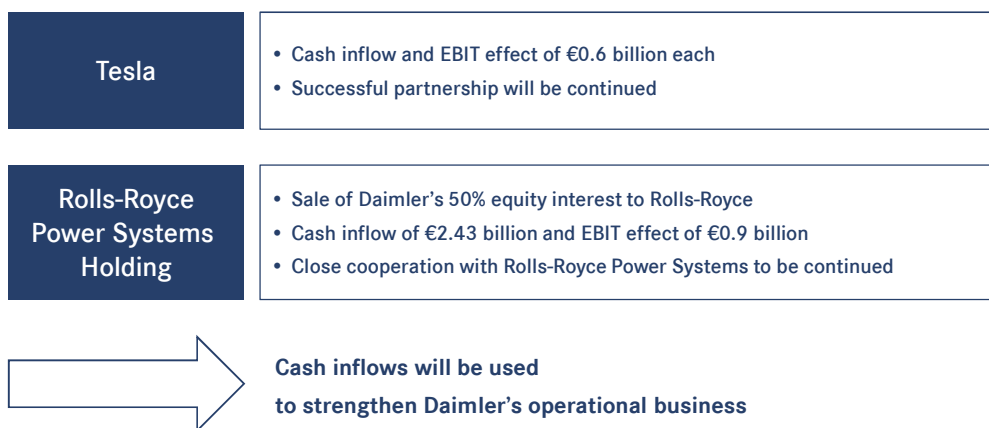 Tesla
• Cash inflow and EBIT effect of €0.6 billion each
• Successful partnership will be continued
Rolls-Royce
Power Systems
Holding
• Sale of Daimler’s 50% equity interest to Rolls-Royce
• Cash inflow of €2.43 billion and EBIT effect of €0.9 billion
• Close cooperation with Rolls-Royce Power Systems to be continued
Cash inflows will be used
to strengthen Daimler’s operational business